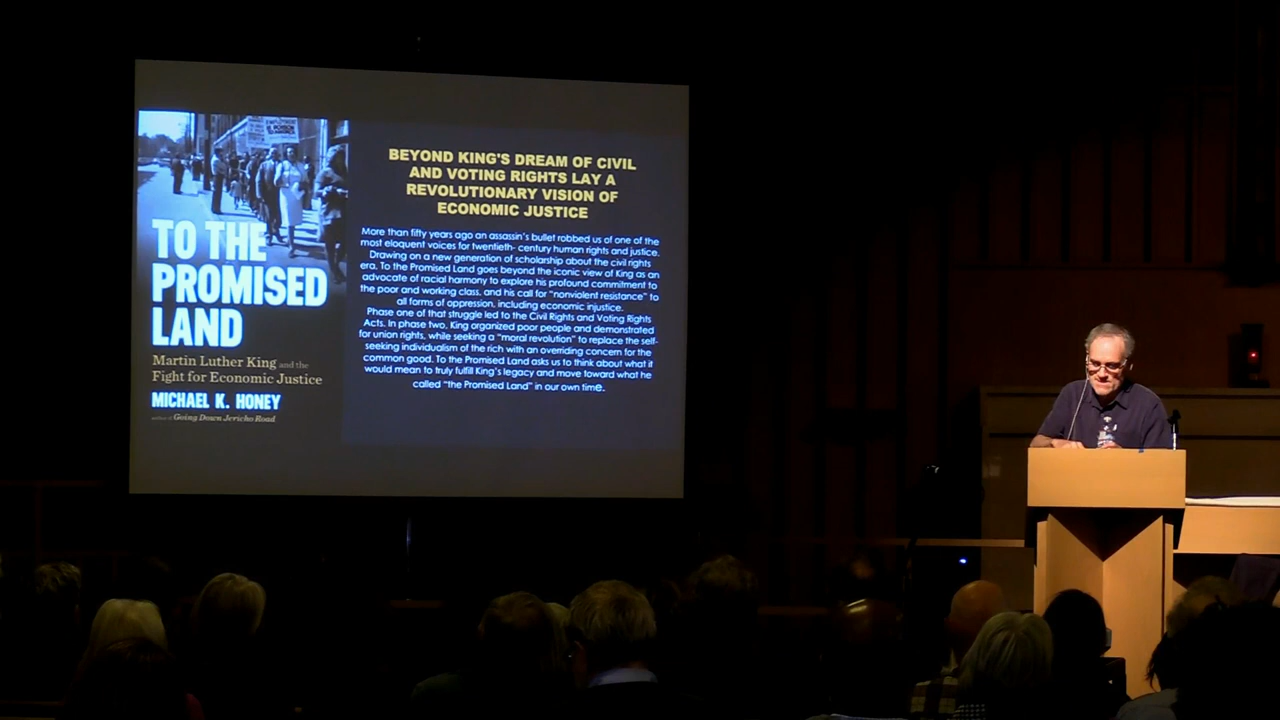 TO THE
PROMISED
LAND
Martin Luther King and the
Fight for Economic Justice
MICHAEL K. HONEY
author of Going Down Jericho Road
BEYOND KING'S DREAM OF CIVIL
AND VOTING RIGHTS LAY A
REVOLUTIONARY VISION OF
ECONOMIC JUSTICE
More than fifty years ago an assassin's bullet robbed us of one of the
most eloquent voices for twentieth- century human rights and justice.
Drawing on a new generation of scholarship about the civil rights
era, To the Promised Land goes beyond the iconic view of King as an
advocate of racial harmony to explore his profound commitment to
the poor and working class, and his call for "nonviolent resistance" to
all forms of oppression, including economic injustice.
Phase one of that struggle led to the Civil Rights and Voting Rights
Acts. In phase two, King organized poor people and demonstrated
for union rights, while seeking a "moral revolution" to replace the self-
seeking individualism of the rich with an overriding concern for the
common good. To the Promised Land asks us to think about what it
would mean to truly fulfill King's legacy and move toward what he
called "the Promised Land" in our own time.